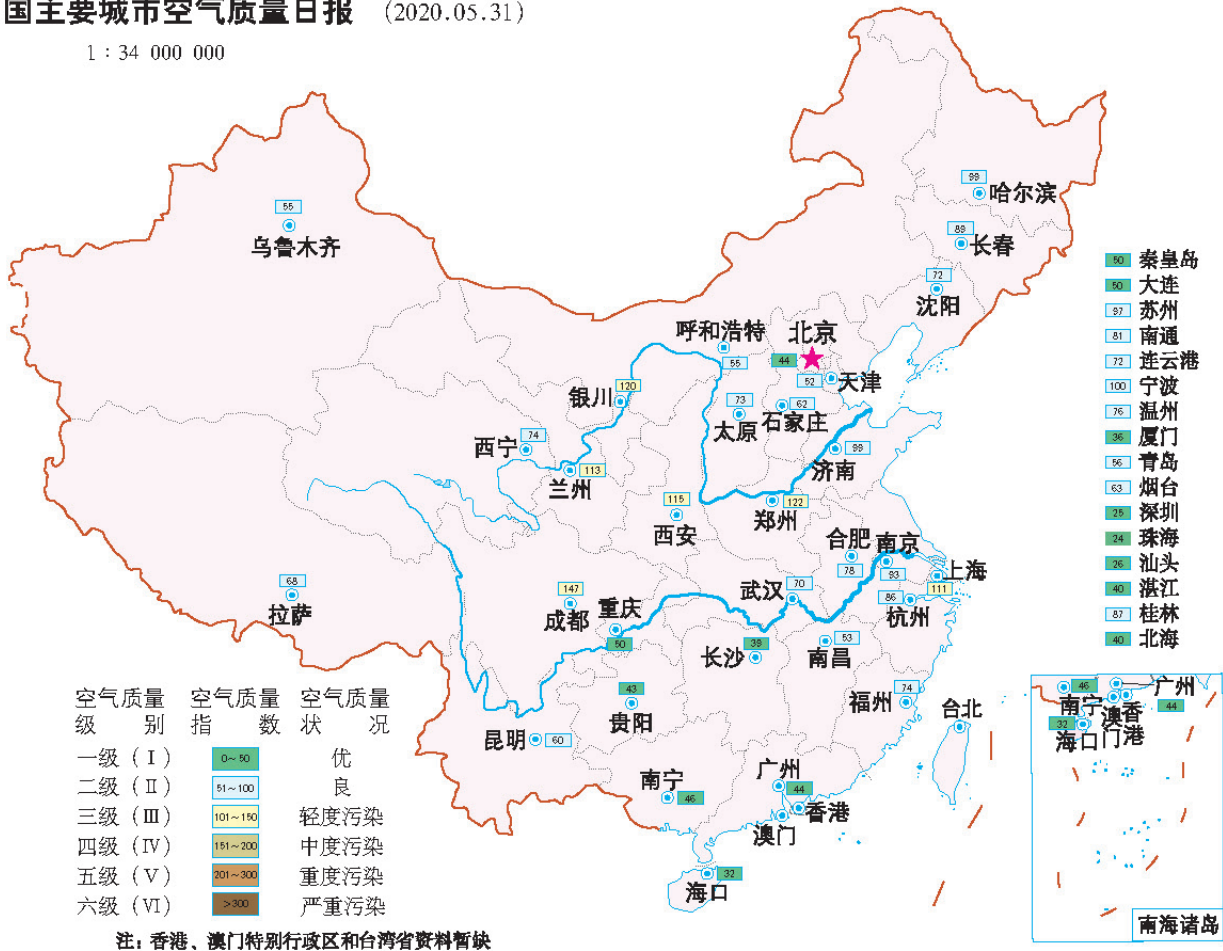 国主要城市空气质量日报 (2020.05.31)
1：34 000 000
99
哈尔滨
55
乌鲁木齐
89
长春
72
沈阳
呼和浩特
55
北京
44
52
天津
银川
120
73
太原
62
石家庄
西宁
74
99
济南
兰州
113
115
西安
122
郑州
合肥
78
南京
93
上海
111
68
拉萨
147
成都
重庆
50
武汉
70
86
杭州
长沙
39
53
南昌
43
贵阳
74
福州
台北
昆明
60
南宁
46
广州
44
香港
澳门
海口
32
50 秦皇岛
50 大连
97 苏州
81 南通
72 连云港
100 宁波
76 温州
36 厦门
56 青岛
63 烟台
25 深圳
24 珠海
26 汕头
40 湛江
87 桂林
40 北海
空气质量 空气质量 空气质量
级 别 指 数 状 况
一级（Ⅰ） 0～50 优
二级（Ⅱ） 51～100 良
三级（Ⅲ） 101～150 轻度污染
四级（Ⅳ） 151～200 中度污染
五级（Ⅴ） 201～300 重度污染
六级（Ⅵ） >300 严重污染
注：香港、澳门特别行政区和台湾省资料暂缺
46
南宁
广州
44
澳门
香港
32
海口
南海诸岛